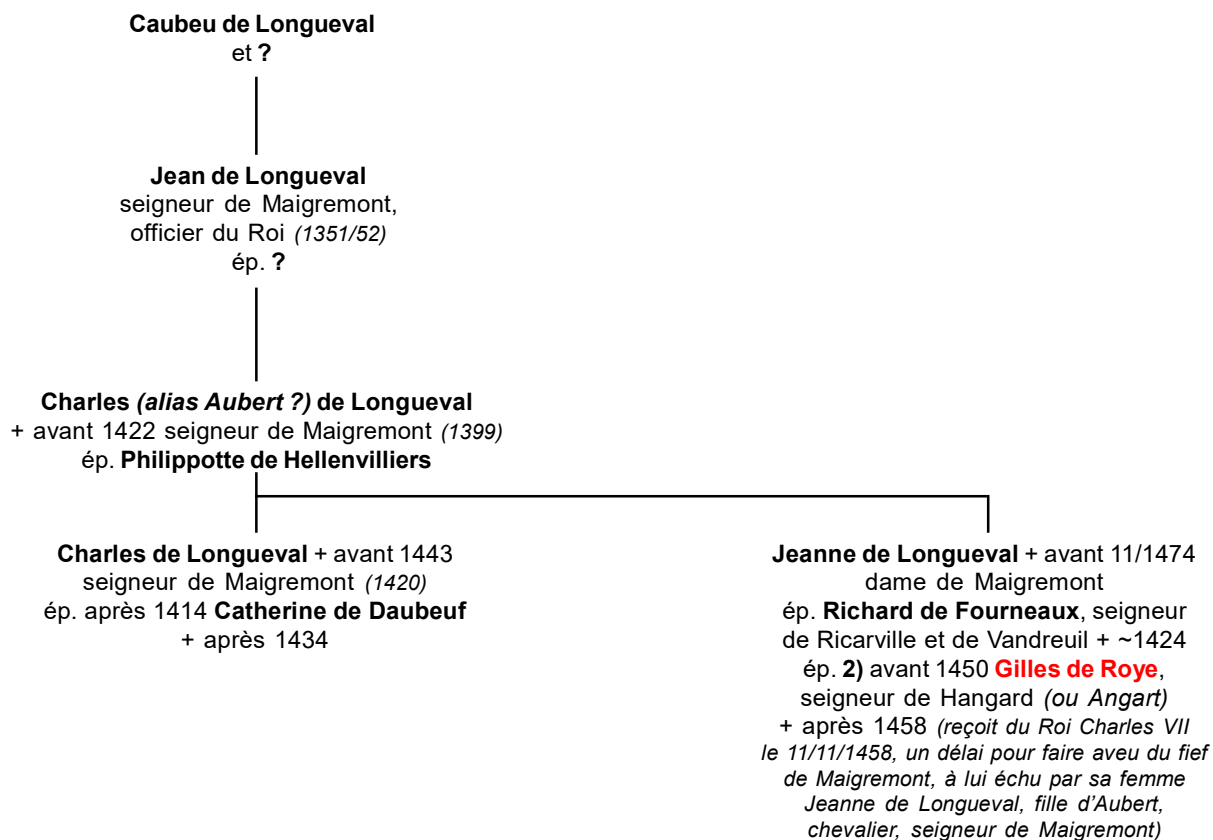 Caubeu de Longueval
et ?
Jean de Longueval
seigneur de Maigremont,
officier du Roi (1351/52)
ép. ?
Charles (alias Aubert ?) de Longueval
+ avant 1422 seigneur de Maigremont (1399)
ép. Philippotte de Hellenvilliers
Charles de Longueval + avant 1443
seigneur de Maigremont (1420)
ép. après 1414 Catherine de Daubeuf
+ après 1434
Jeanne de Longueval + avant 11/1474
dame de Maigremont
ép. Richard de Fourneaux, seigneur
de Ricarville et de Vandreuil + ~1424
ép. 2) avant 1450 Gilles de Roye,
seigneur de Hangard (ou Angart)
+ après 1458 (reçoit du Roi Charles VII
le 11/11/1458, un délai pour faire aveu du fief
de Maigremont, à lui échu par sa femme
Jeanne de Longueval, fille d'Aubert,
chevalier, seigneur de Maigremont)